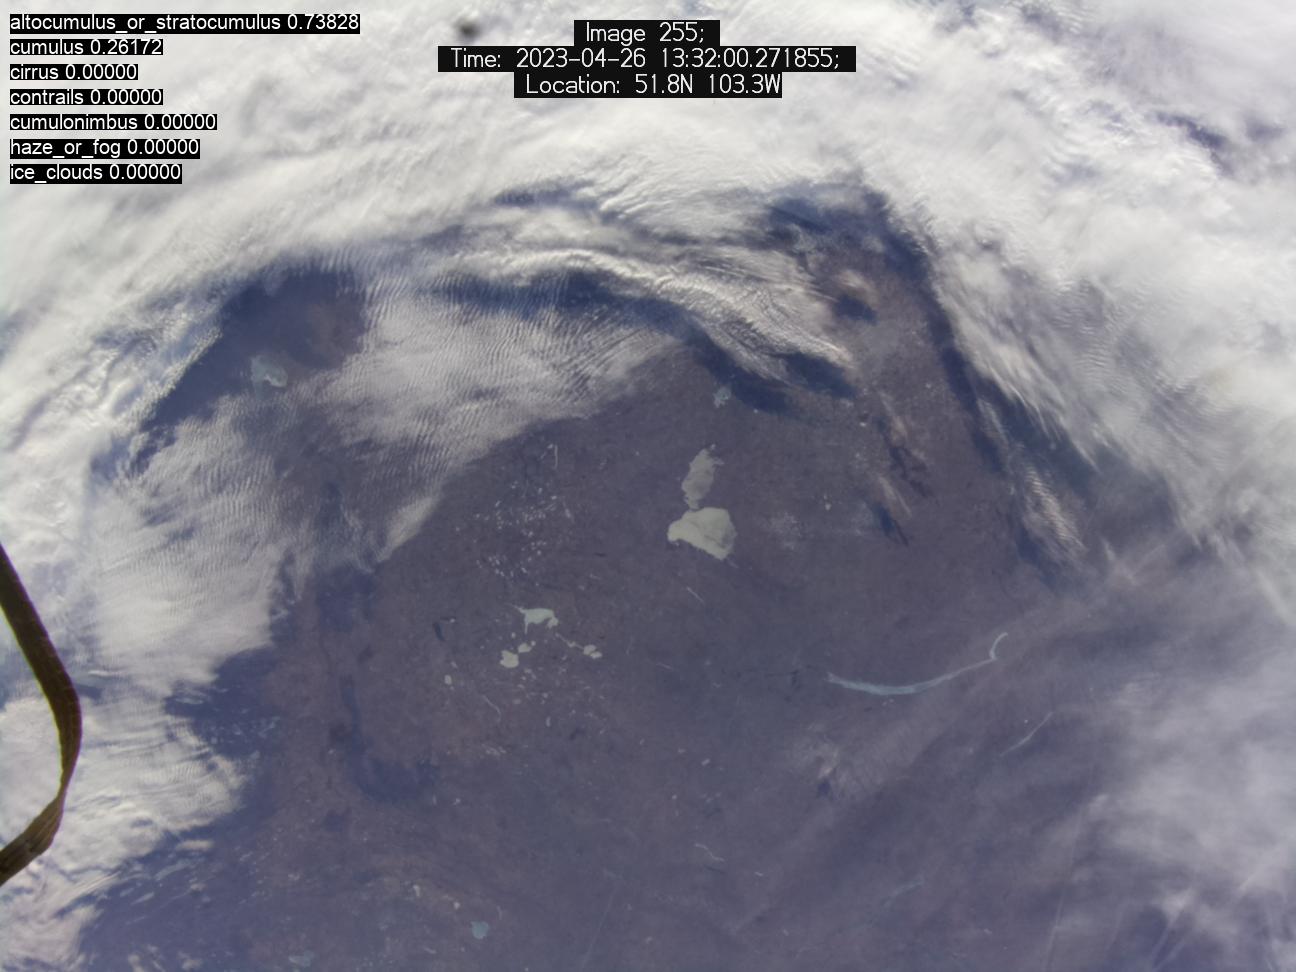 altocumulus_or_stratocumulus 0.73828
cumulus 0.26172
cirrus 0.00000
contrails 0.00000
cumulonimbus 0.00000
haze_or_fog 0.00000
ice_clouds 0.00000
Image 255;
Time: 2023-04-26 13:32:00.271855;
Location: 51.8N 103.3W